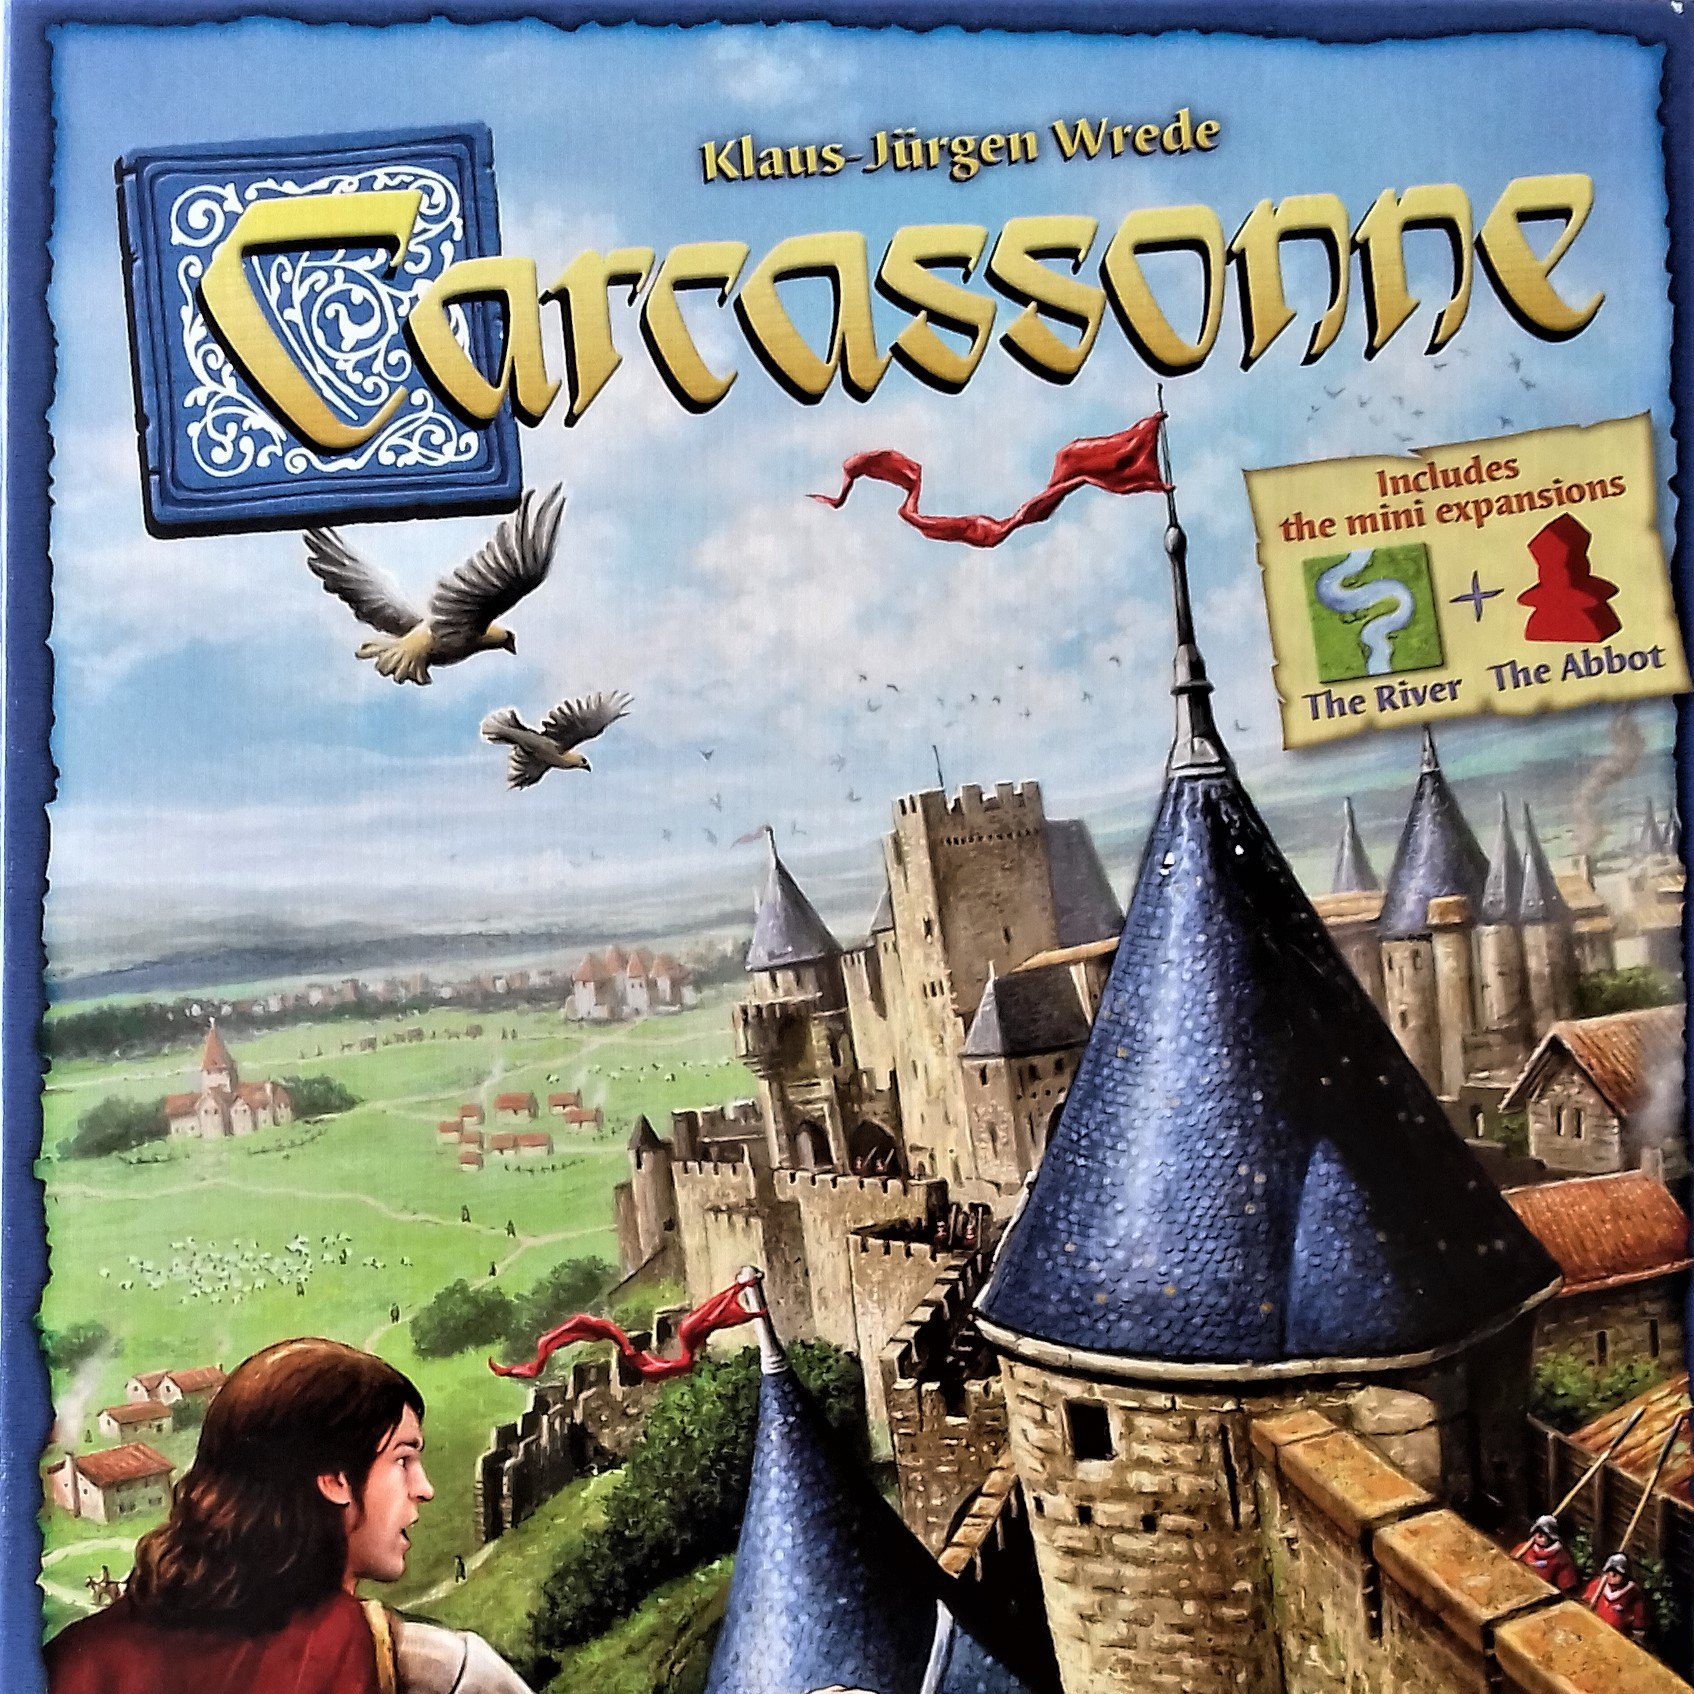 Klaus-Jürgen Wrede
Carcassonne
Includes
the mini expansions
+
The River The Abbot